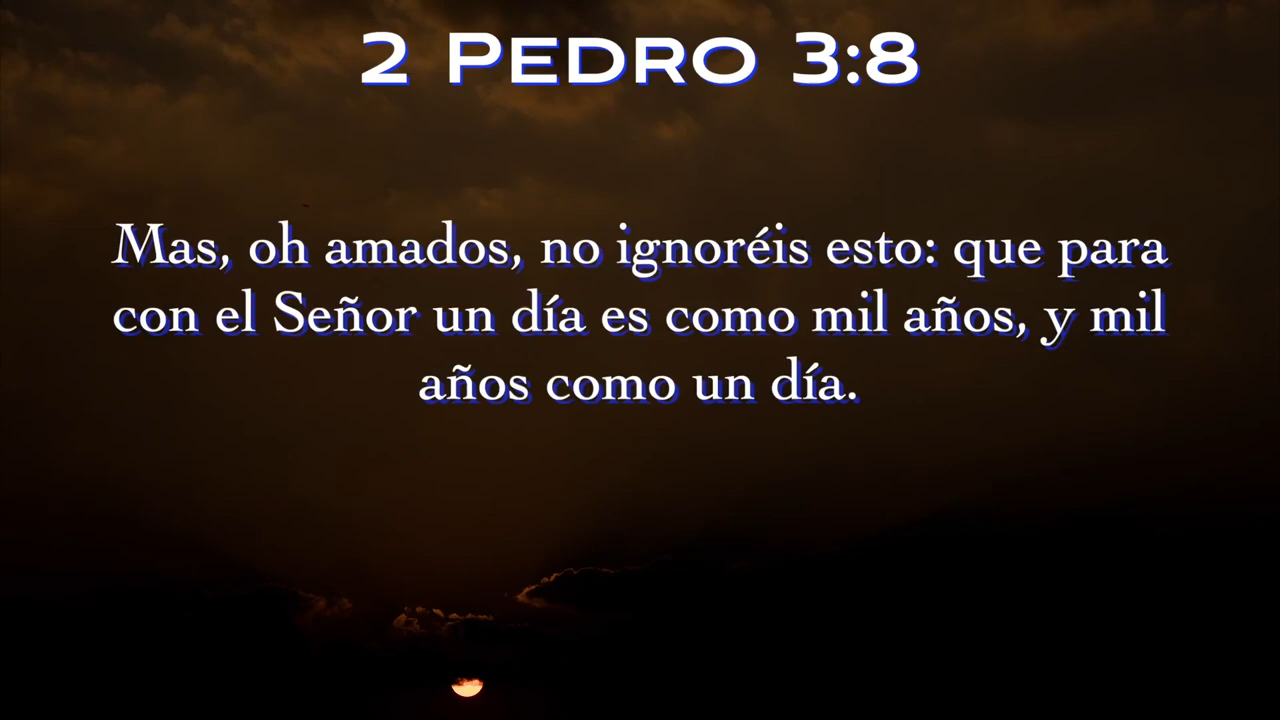 2 Pedro 3:8
Mas, oh amados, no ignoréis esto: que para
con el Señor un día es como mil años, y mil
años como un día.